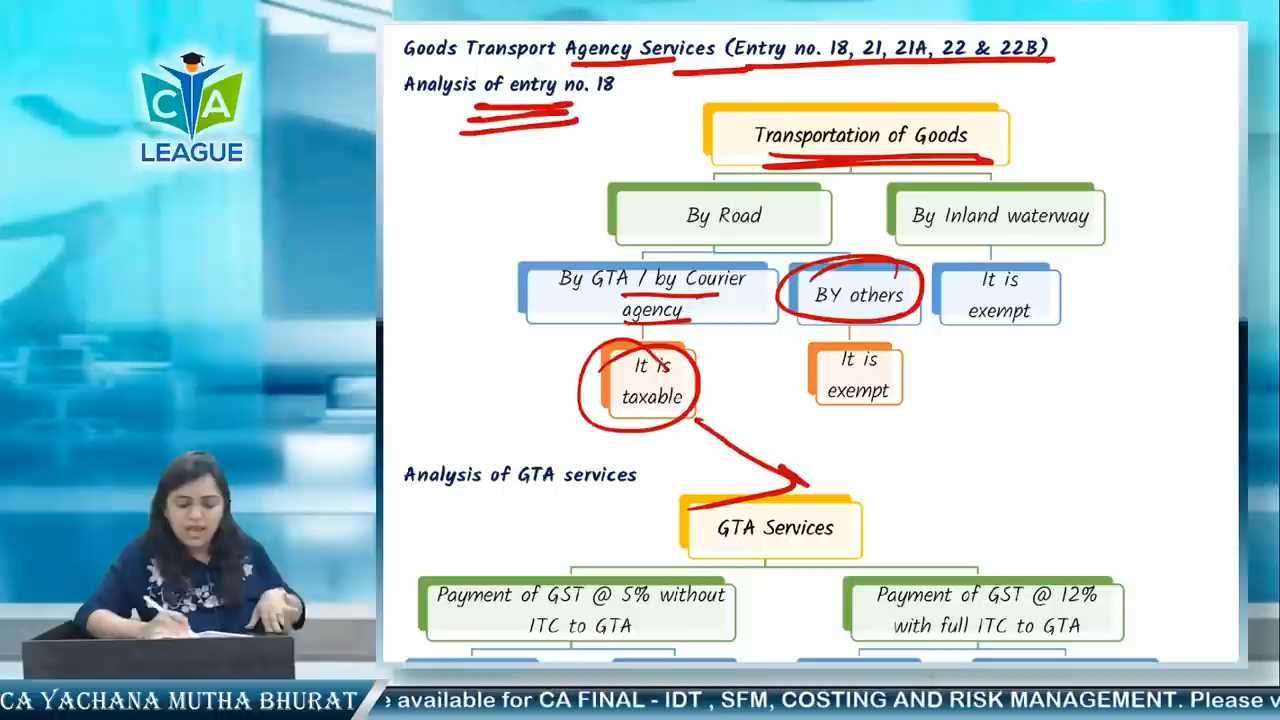 CTA
LEAGUE
Goods Transport Agency Services (Entry no. 18, 21, 21A, 22 & 22B)
Analysis of entry no. 18
Transportation of Goods
By Road
By Inland waterway
By GTA / by Courier
agency
BY others
It is
exempt
It is
taxable
It is
exempt
Analysis of GTA services
GTA Services
Payment of GST @ 5% without
ITC to GTA
Payment of GST @ 12%
with full ITC to GTA
CA YACHANA MUTHA BHURAT
e available for CA FINAL - IDT , SFM, COSTING AND RISK MANAGEMENT. Please v